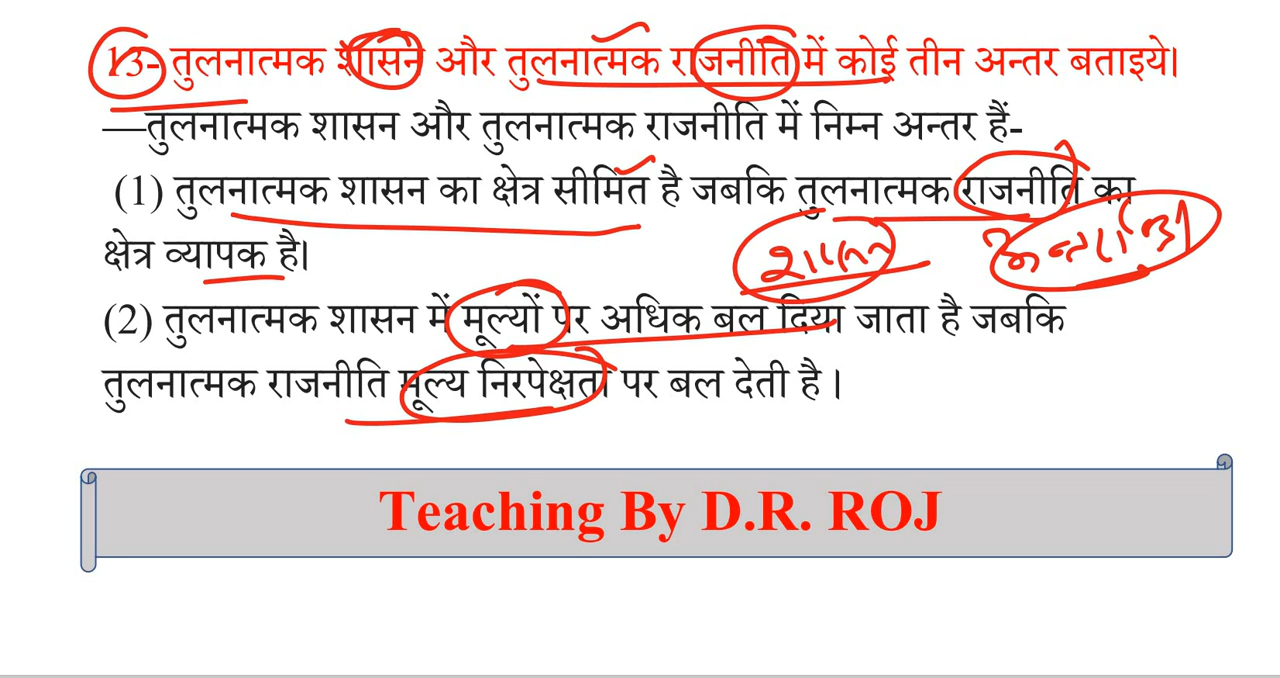 13- तुलनात्मक शासन और तुलनात्मक राजनीति में कोई तीन अन्तर बताइये।
—तुलनात्मक शासन और तुलनात्मक राजनीति में निम्न अन्तर हैं-
(1) तुलनात्मक शासन का क्षेत्र सीमित है जबकि तुलनात्मक राजनीति का
क्षेत्र व्यापक है।
शासन
(2) तुलनात्मक शासन में मूल्यों पर अधिक बल दिया जाता है जबकि
तुलनात्मक राजनीति मूल्य निरपेक्षता पर बल देती है।
Teaching By D.R. ROJ